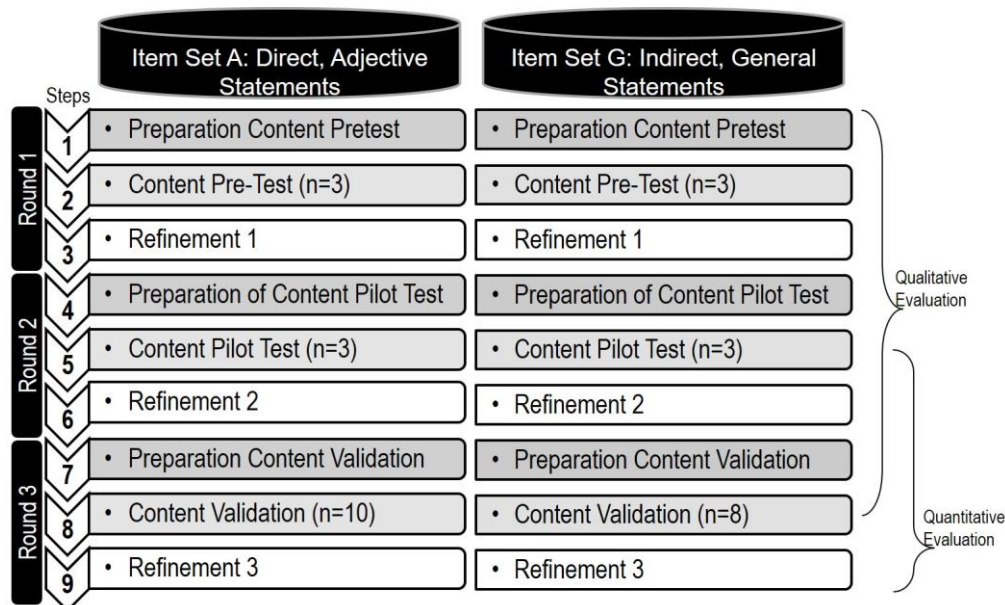 Item Set A: Direct, Adjective
Statements
Item Set G: Indirect, General
Statements
Steps
Round 1
1
• Preparation Content Pretest
• Preparation Content Pretest
2
• Content Pre-Test (n=3)
• Content Pre-Test (n=3)
3
• Refinement 1
• Refinement 1
Round 2
4
• Preparation of Content Pilot Test
• Preparation of Content Pilot Test
5
• Content Pilot Test (n=3)
• Content Pilot Test (n=3)
6
• Refinement 2
• Refinement 2
Round 3
7
• Preparation Content Validation
• Preparation Content Validation
8
• Content Validation (n=10)
• Content Validation (n=8)
9
• Refinement 3
• Refinement 3
Qualitative
Evaluation
Quantitative
Evaluation